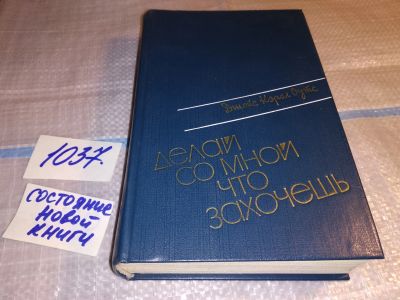 1037.
состояние
новой
книги
Джойс Кэрол Оутс
делай
со мной
что
захочешь